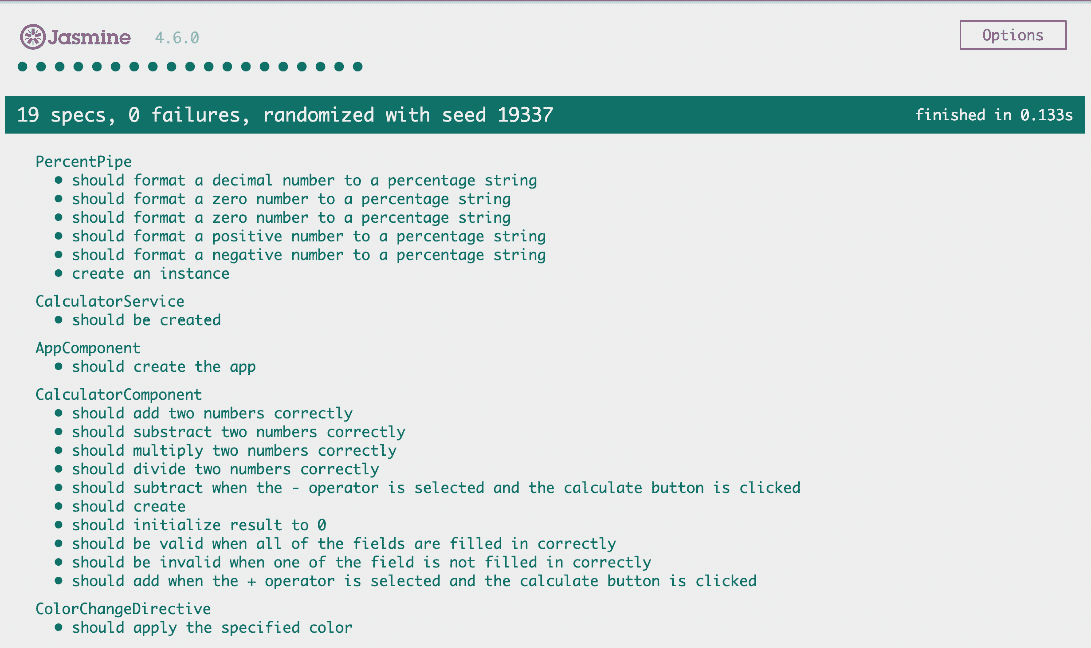 Jasmine 4.6.0 Options
19 specs, 0 failures, randomized with seed 19337 finished in 0.133s
PercentPipe
• should format a decimal number to a percentage string
• should format a zero number to a percentage string
• should format a zero number to a percentage string
• should format a positive number to a percentage string
• should format a negative number to a percentage string
• create an instance
CalculatorService
• should be created
AppComponent
• should create the app
CalculatorComponent
• should add two numbers correctly
• should substract two numbers correctly
• should multiply two numbers correctly
• should divide two numbers correctly
• should subtract when the - operator is selected and the calculate button is clicked
• should create
• should initialize result to 0
• should be valid when all of the fields are filled in correctly
• should be invalid when one of the field is not filled in correctly
• should add when the + operator is selected and the calculate button is clicked
ColorChangeDirective
• should apply the specified color